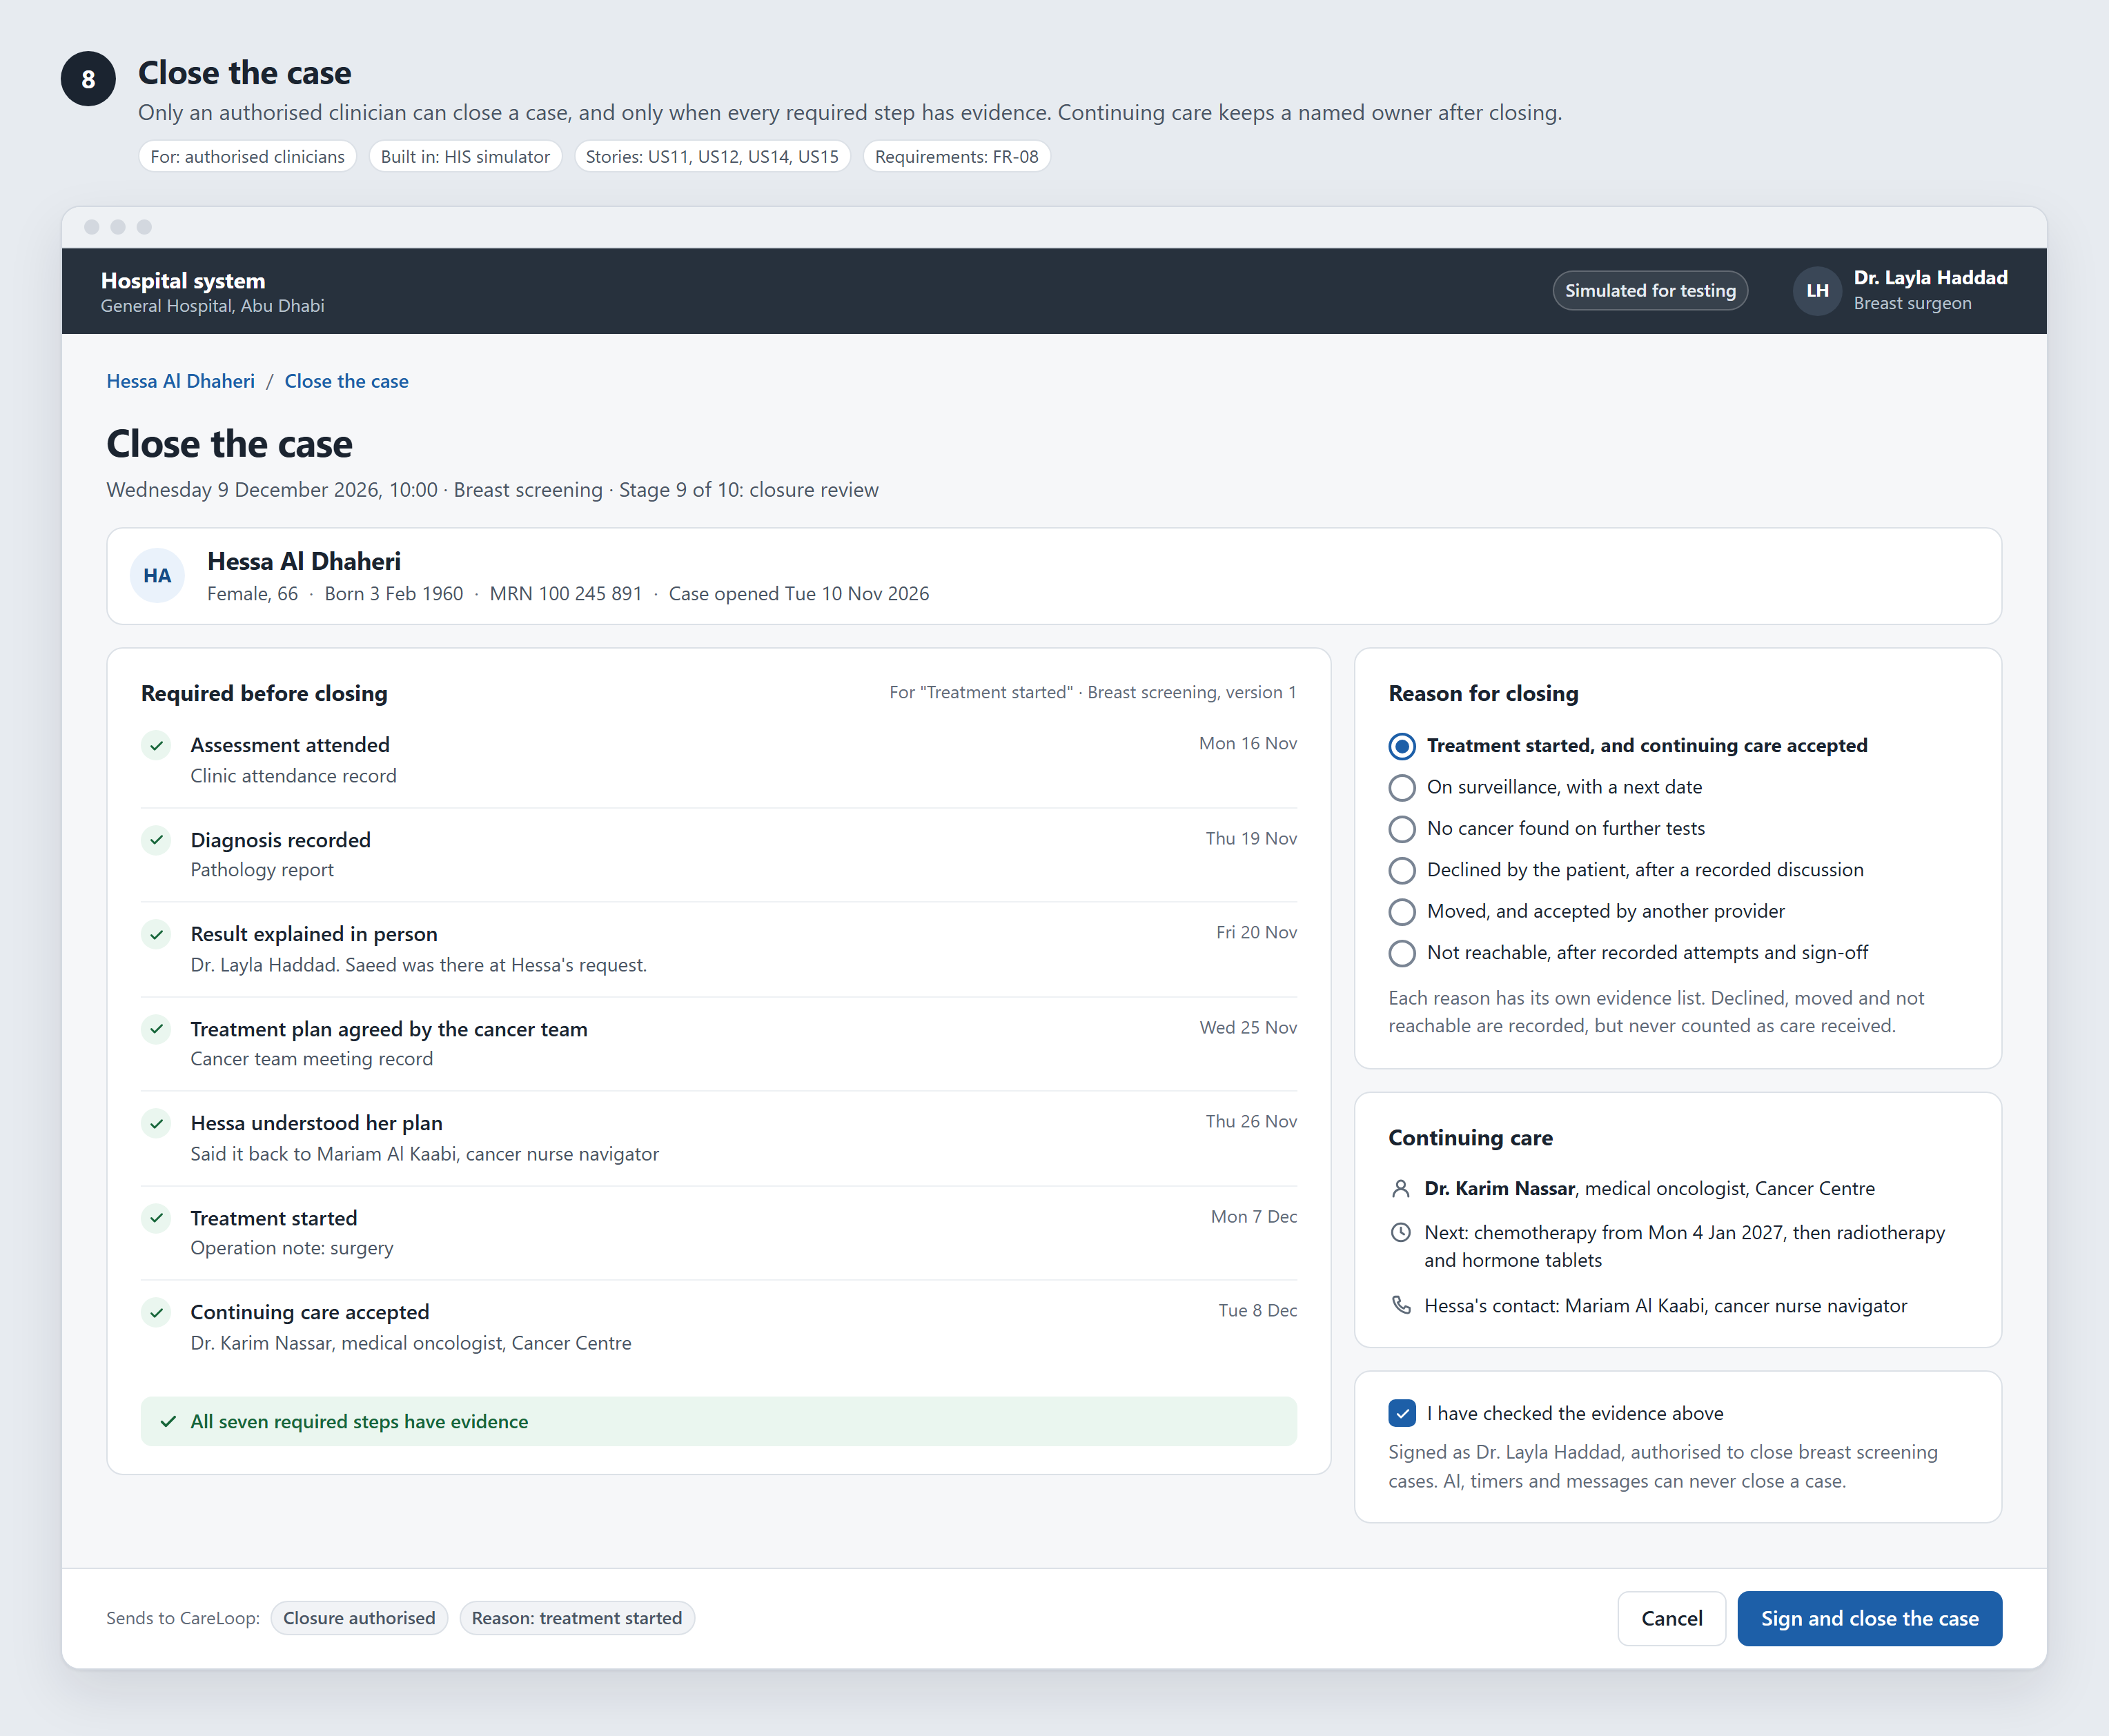 8
Close the case
Only an authorised clinician can close a case, and only when every required step has evidence. Continuing care keeps a named owner after closing.
For: authorised clinicians
Built in: HIS simulator
Stories: US11, US12, US14, US15
Requirements: FR-08
Hospital system
General Hospital, Abu Dhabi
Simulated for testing
LH
Dr. Layla Haddad
Breast surgeon
Hessa Al Dhaheri / Close the case
Close the case
Wednesday 9 December 2026, 10:00 · Breast screening · Stage 9 of 10: closure review
HA
Hessa Al Dhaheri
Female, 66 · Born 3 Feb 1960 · MRN 100 245 891 · Case opened Tue 10 Nov 2026
Required before closing
For "Treatment started" · Breast screening, version 1
Assessment attended
Mon 16 Nov
Clinic attendance record
Diagnosis recorded
Thu 19 Nov
Pathology report
Result explained in person
Fri 20 Nov
Dr. Layla Haddad. Saeed was there at Hessa's request.
Treatment plan agreed by the cancer team
Wed 25 Nov
Cancer team meeting record
Hessa understood her plan
Thu 26 Nov
Said it back to Mariam Al Kaabi, cancer nurse navigator
Treatment started
Mon 7 Dec
Operation note: surgery
Continuing care accepted
Tue 8 Dec
Dr. Karim Nassar, medical oncologist, Cancer Centre
All seven required steps have evidence
Reason for closing
Treatment started, and continuing care accepted
On surveillance, with a next date
No cancer found on further tests
Declined by the patient, after a recorded discussion
Moved, and accepted by another provider
Not reachable, after recorded attempts and sign-off
Each reason has its own evidence list. Declined, moved and not
reachable are recorded, but never counted as care received.
Continuing care
Dr. Karim Nassar, medical oncologist, Cancer Centre
Next: chemotherapy from Mon 4 Jan 2027, then radiotherapy
and hormone tablets
Hessa's contact: Mariam Al Kaabi, cancer nurse navigator
I have checked the evidence above
Signed as Dr. Layla Haddad, authorised to close breast screening
cases. AI, timers and messages can never close a case.
Sends to CareLoop:
Closure authorised
Reason: treatment started
Cancel
Sign and close the case